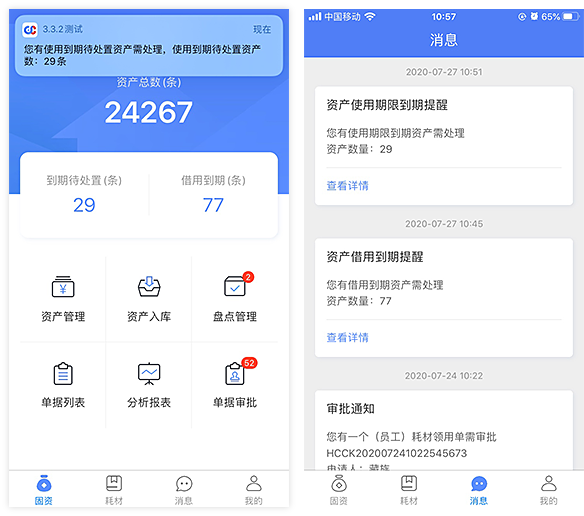 3.3.2测试
现在
您有使用到期待处置资产需处理，使用到期待处置资产
数：29条
资产总数(条)
24267
到期待处置(条)
借用到期(条)
29
77
2
资产管理
资产入库
盘点管理
52
单据列表
分析报表
单据审批
固资
耗材
消息
我的
中国移动
10:57
65%
消息
2020-07-27 10:51
资产使用期限到期提醒
您有使用期限到期资产需处理
资产数量：29
查看详情
2020-07-27 10:45
资产借用到期提醒
您有借用到期资产需处理
资产数量：77
查看详情
2020-07-24 10:22
审批通知
您有一个（员工）耗材领用单需审批
HCCK202007241022545673
申请人：藏族
固资
耗材
消息
我的